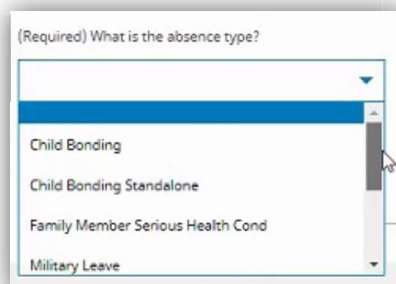 (Required) What is the absence type?
Child Bonding
Child Bonding Standalone
Family Member Serious Health Cond
Military Leave